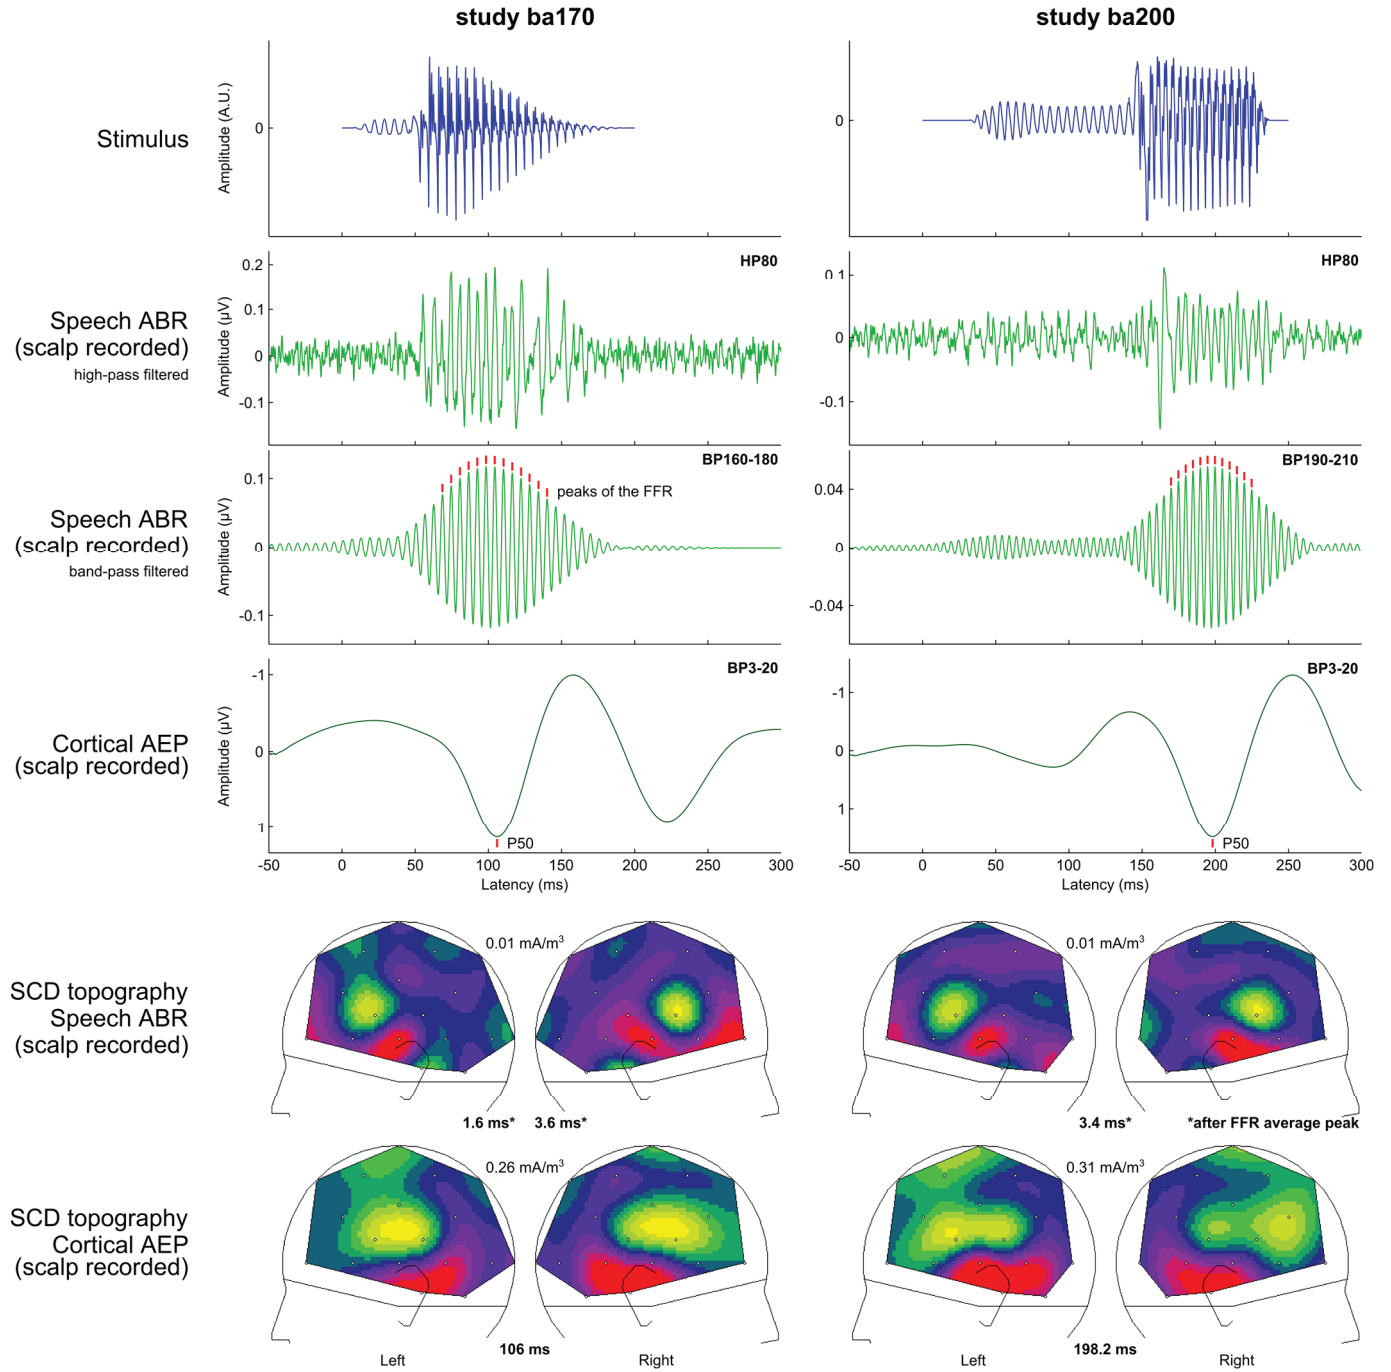 study ba170
study ba200
Stimulus
Amplitude (A.U.)
0
0
Speech ABR
(scalp recorded)
high-pass filtered
Amplitude (µV)
HP80
0.2
0.1
0
-0.1
HP80
0.1
0
-0.1
Speech ABR
(scalp recorded)
band-pass filtered
Amplitude (µV)
BP160-180
0.1
0
-0.1
peaks of the FFR
BP190-210
0.04
0
-0.04
Cortical AEP
(scalp recorded)
Amplitude (µV)
BP3-20
-1
0
1
P50
-50 0 50 100 150 200 250 300
Latency (ms)
BP3-20
-1
0
1
P50
-50 0 50 100 150 200 250 300
Latency (ms)
SCD topography
Speech ABR
(scalp recorded)
0.01 mA/m³
0.01 mA/m³
1.6 ms* 3.6 ms*
3.4 ms*
*after FFR average peak
SCD topography
Cortical AEP
(scalp recorded)
0.26 mA/m³
0.31 mA/m³
106 ms
198.2 ms
Left
Right
Left
Right